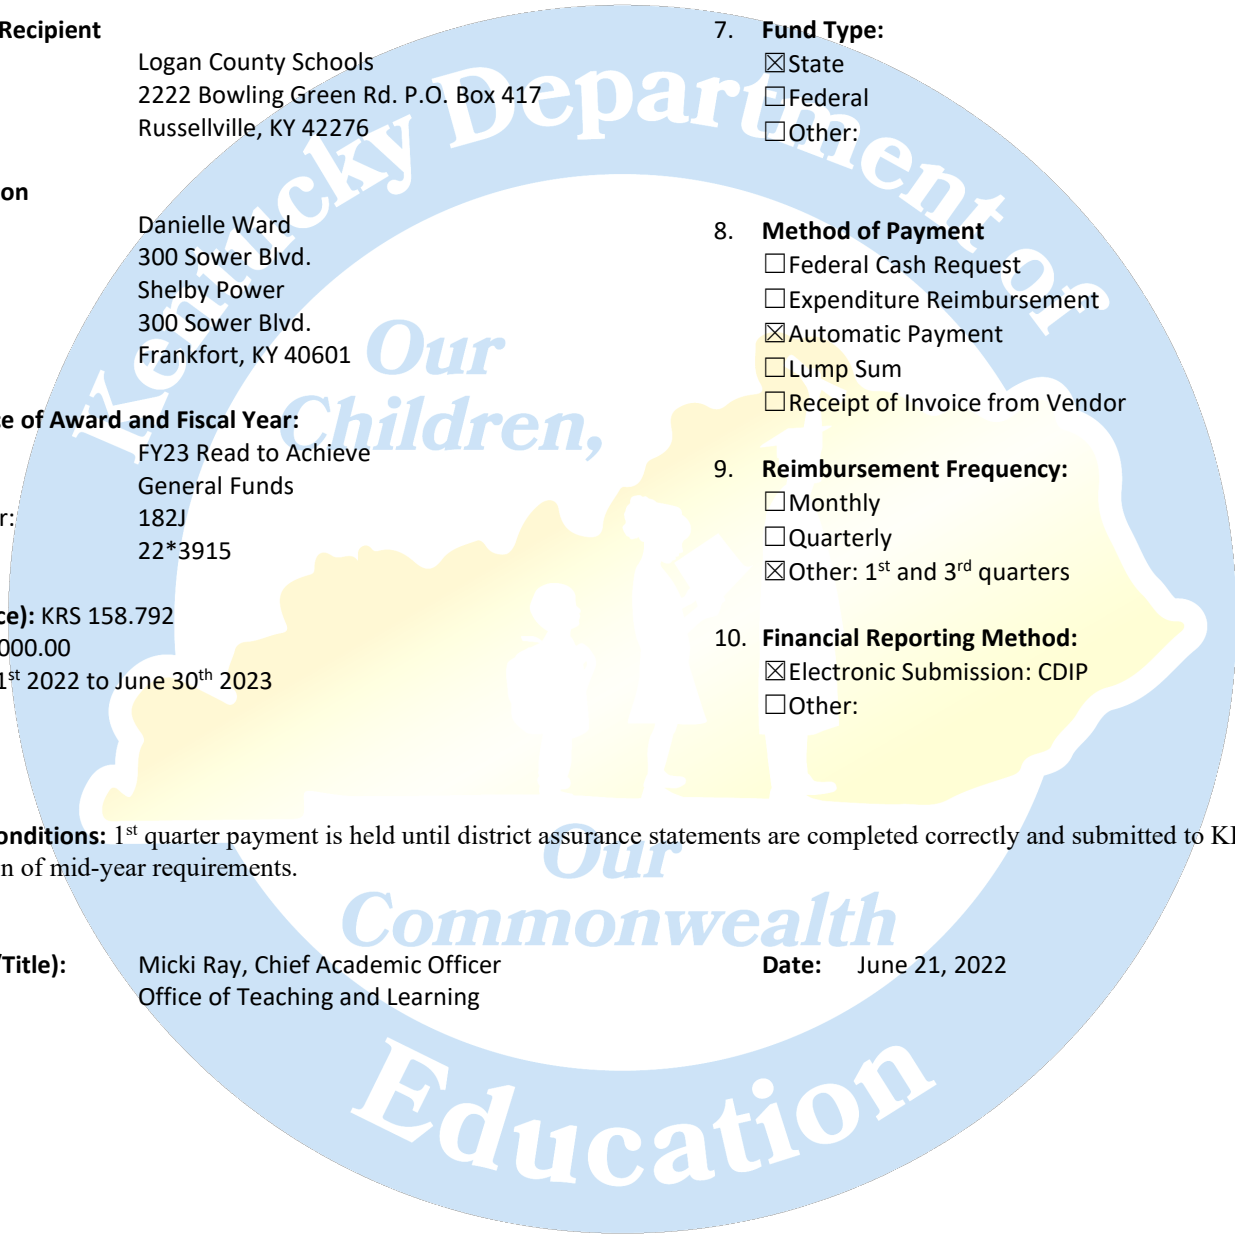 Recipient
Logan County Schools
2222 Bowling Green Rd. P.O. Box 417
Russellville, KY 42276
on
Danielle Ward
300 Sower Blvd.
Shelby Power
300 Sower Blvd.
Frankfort, KY 40601
e of Award and Fiscal Year:
FY23 Read to Achieve
General Funds
r: 182J
22*3915
ce): KRS 158.792
000.00
1st 2022 to June 30th 2023
7. Fund Type:
☒State
☐Federal
☐Other:
8. Method of Payment
☐Federal Cash Request
☐Expenditure Reimbursement
☒Automatic Payment
☐Lump Sum
☐Receipt of Invoice from Vendor
9. Reimbursement Frequency:
☐Monthly
☐Quarterly
☒Other: 1st and 3rd quarters
10. Financial Reporting Method:
☒Electronic Submission: CDIP
☐Other:
onditions: 1st quarter payment is held until district assurance statements are completed correctly and submitted to K
n of mid-year requirements.
Title): Micki Ray, Chief Academic Officer Date: June 21, 2022
Office of Teaching and Learning
Kentucky Department of
Education
Our
Children,
Our
Commonwealth